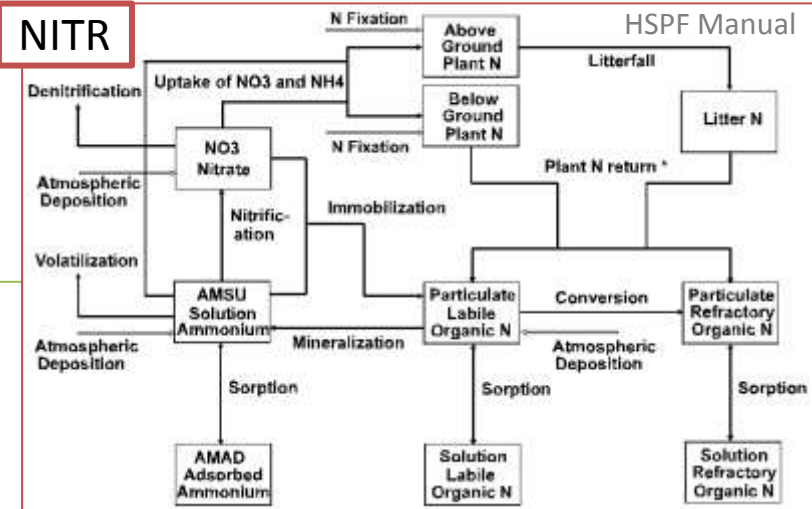 NITR
HSPF Manual
N Fixation
Above
Ground
Plant N
Litterfall
Denitrification
Uptake of NO3 and NH4
Below
Ground
Plant N
Litter N
NO3
Nitrate
N Fixation
Plant N return *
Atmospheric
Deposition
Nitrific-
ation
Immobilization
Volatilization
AMSU
Solution
Ammonium
Particulate
Labile
Organic N
Conversion
Particulate
Refractory
Organic N
Atmospheric
Deposition
Mineralization
Atmospheric
Deposition
Sorption
Sorption
Sorption
AMAD
Adsorbed
Ammonium
Solution
Labile
Organic N
Solution
Refractory
Organic N